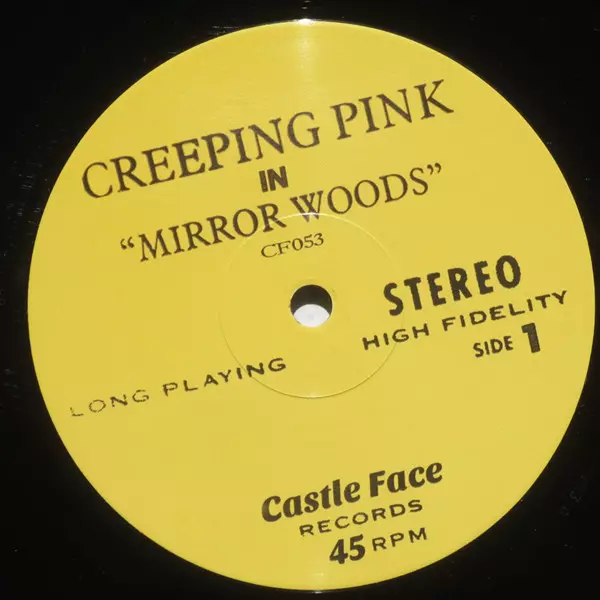 CREEPING PINK
IN
“MIRROR WOODS”
CF053
STEREO
HIGH FIDELITY
SIDE 1
LONG PLAYING
Castle Face
RECORDS
45 RPM